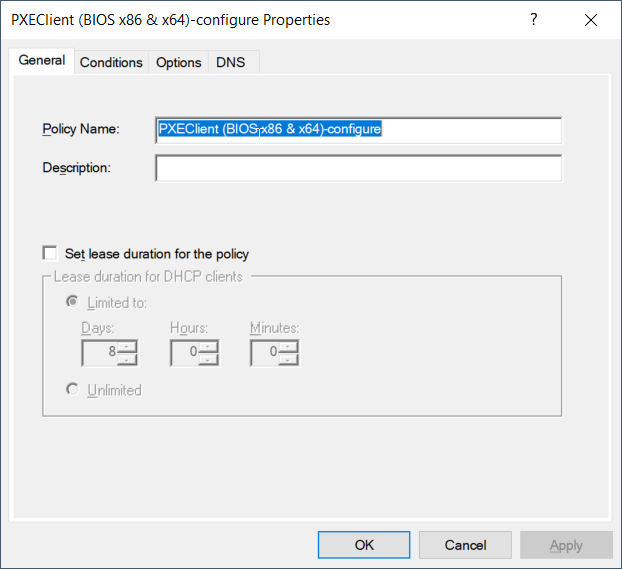 PXEClient (BIOS x86 & x64)-configure Properties
?
General Conditions Options DNS
Policy Name: PXEClient (BIOS x86 & x64)-configure
Description:
Set lease duration for the policy
Lease duration for DHCP clients
Limited to:
Days: Hours: Minutes:
8 0 0
Unlimited
OK Cancel Apply